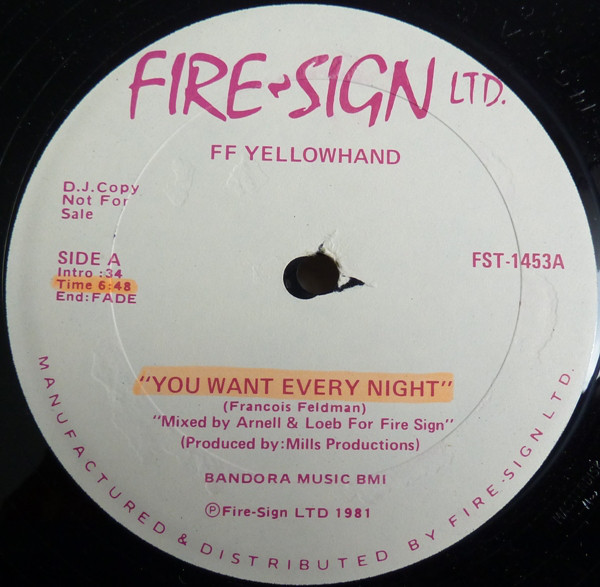 FIRE~SIGN LTD.
FF YELLOWHAND
D.J.Copy
Not For
Sale
SIDE A
Intro :34
Time 6:48
End:FADE
FST-1453A
"YOU WANT EVERY NIGHT"
(Francois Feldman)
"Mixed by Arnell & Loeb For Fire Sign"
(Produced by:Mills Productions)
BANDORA MUSIC BMI
℗Fire-Sign LTD 1981
MANUFACTURED & DISTRIBUTED BY FIRE-SIGN LTD.